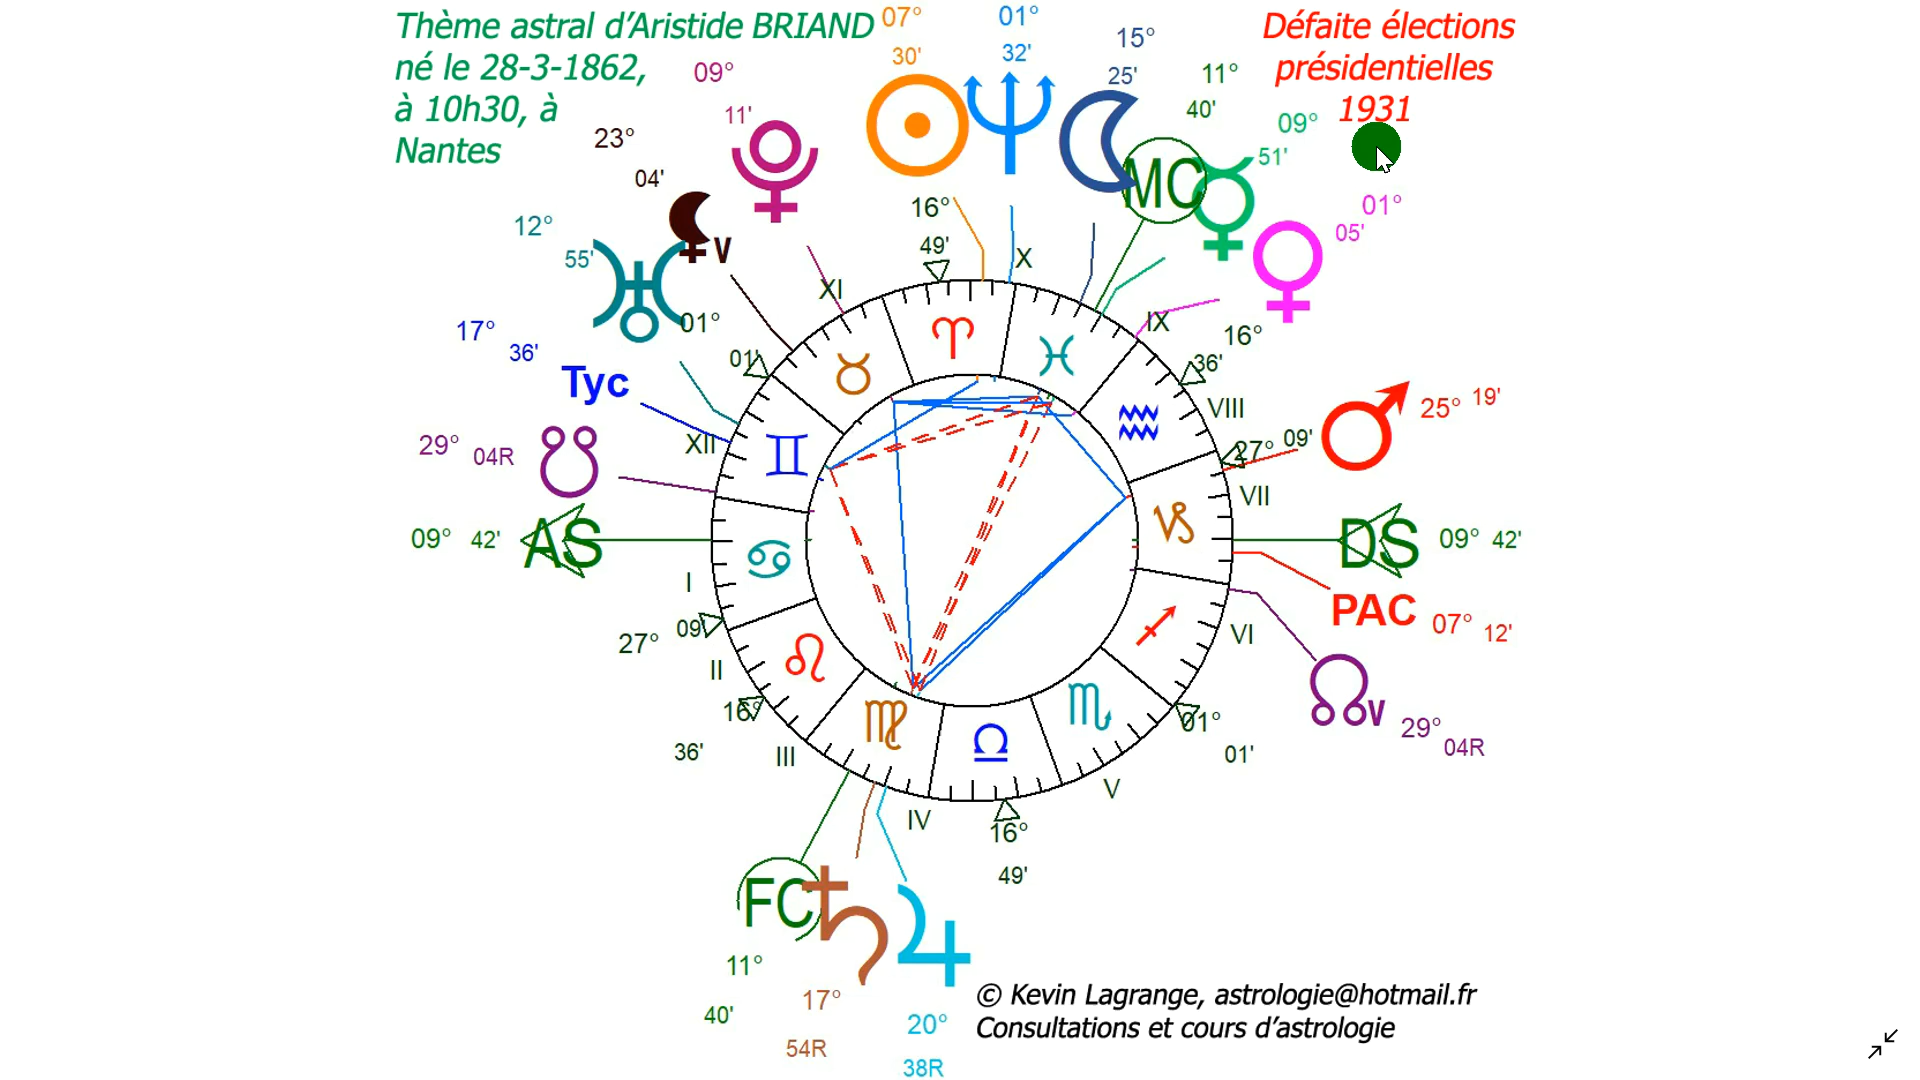 Thème astral d'Aristide BRIAND
né le 28-3-1862,
à 10h30, à
Nantes
Défaite élections
présidentielles
1931
07°
30'
01°
32'
15°
25'
11°
40'
09°
51'
01°
05'
09°
11'
23°
04'
V
12°
55'
17°
36'
Tyc
29° 04R
AS
09° 42'
MC
16°
49'
X
XI
IX
01°
01'
16°
36'
VIII
27° 09'
25° 19'
XII
VII
DS
09° 42'
PAC
07° 12'
I
VI
27° 09'
II
V
29°
04R
16°
36'
III
IV
16°
49'
V
01°
01'
FC
11°
40'
17°
54R
20°
38R
© Kevin Lagrange, astrologie@hotmail.fr
Consultations et cours d'astrologie